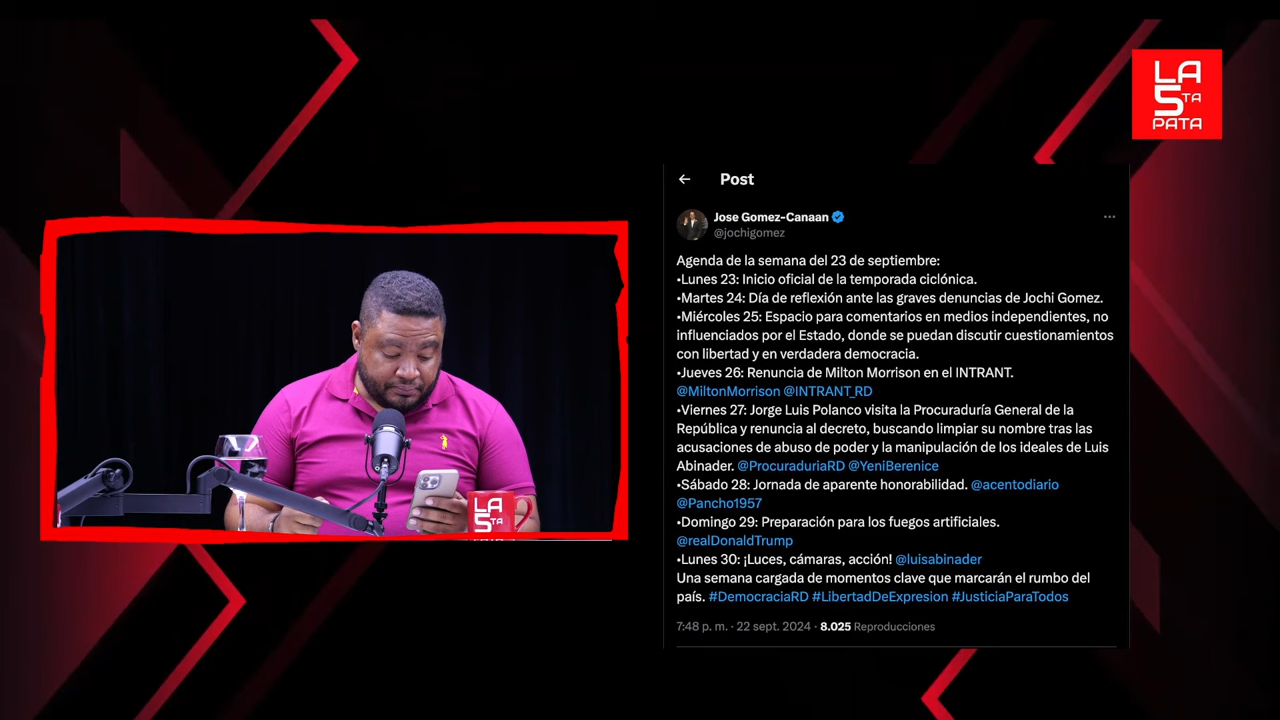 LA
5TA
PATA
Post
Jose Gomez-Canaan
@jochigomez
Agenda de la semana del 23 de septiembre:
•Lunes 23: Inicio oficial de la temporada ciclónica.
•Martes 24: Día de reflexión ante las graves denuncias de Jochi Gomez.
•Miércoles 25: Espacio para comentarios en medios independientes, no
influenciados por el Estado, donde se puedan discutir cuestionamientos
con libertad y en verdadera democracia.
•Jueves 26: Renuncia de Milton Morrison en el INTRANT.
@MiltonMorrison @INTRANT_RD
•Viernes 27: Jorge Luis Polanco visita la Procuraduría General de la
República y renuncia al decreto, buscando limpiar su nombre tras las
acusaciones de abuso de poder y la manipulación de los ideales de Luis
Abinader. @ProcuraduriaRD @YeniBerenice
•Sábado 28: Jornada de aparente honorabilidad. @acentodiario
@Pancho1957
•Domingo 29: Preparación para los fuegos artificiales.
@realDonaldTrump
•Lunes 30: ¡Luces, cámaras, acción! @luisabinader
Una semana cargada de momentos clave que marcarán el rumbo del
país. #DemocraciaRD #LibertadDeExpresion #JusticiaParaTodos
7:48 p. m. · 22 sept. 2024 · 8.025 Reproducciones
LA
5TA